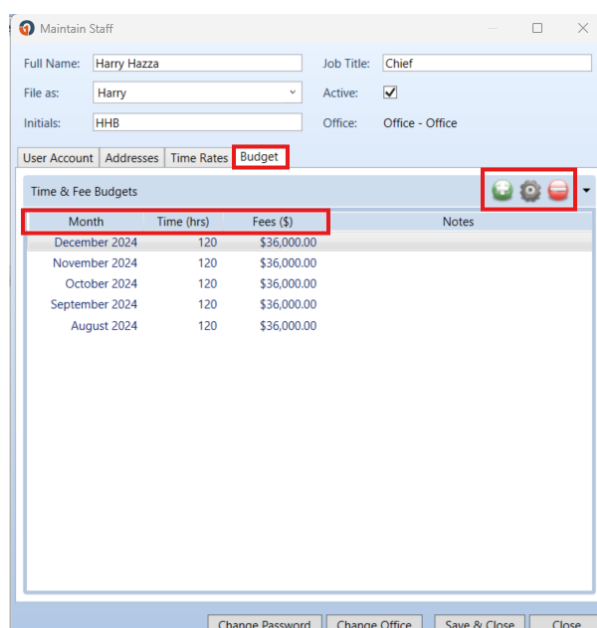 Maintain Staff
Full Name: Harry Hazza Job Title: Chief
File as: Harry Active:
Initials: HHB Office: Office - Office
User Account Addresses Time Rates Budget
Time & Fee Budgets
Month Time (hrs) Fees ($) Notes
December 2024 120 $36,000.00
November 2024 120 $36,000.00
October 2024 120 $36,000.00
September 2024 120 $36,000.00
August 2024 120 $36,000.00
Change Password Change Office Save & Close Close